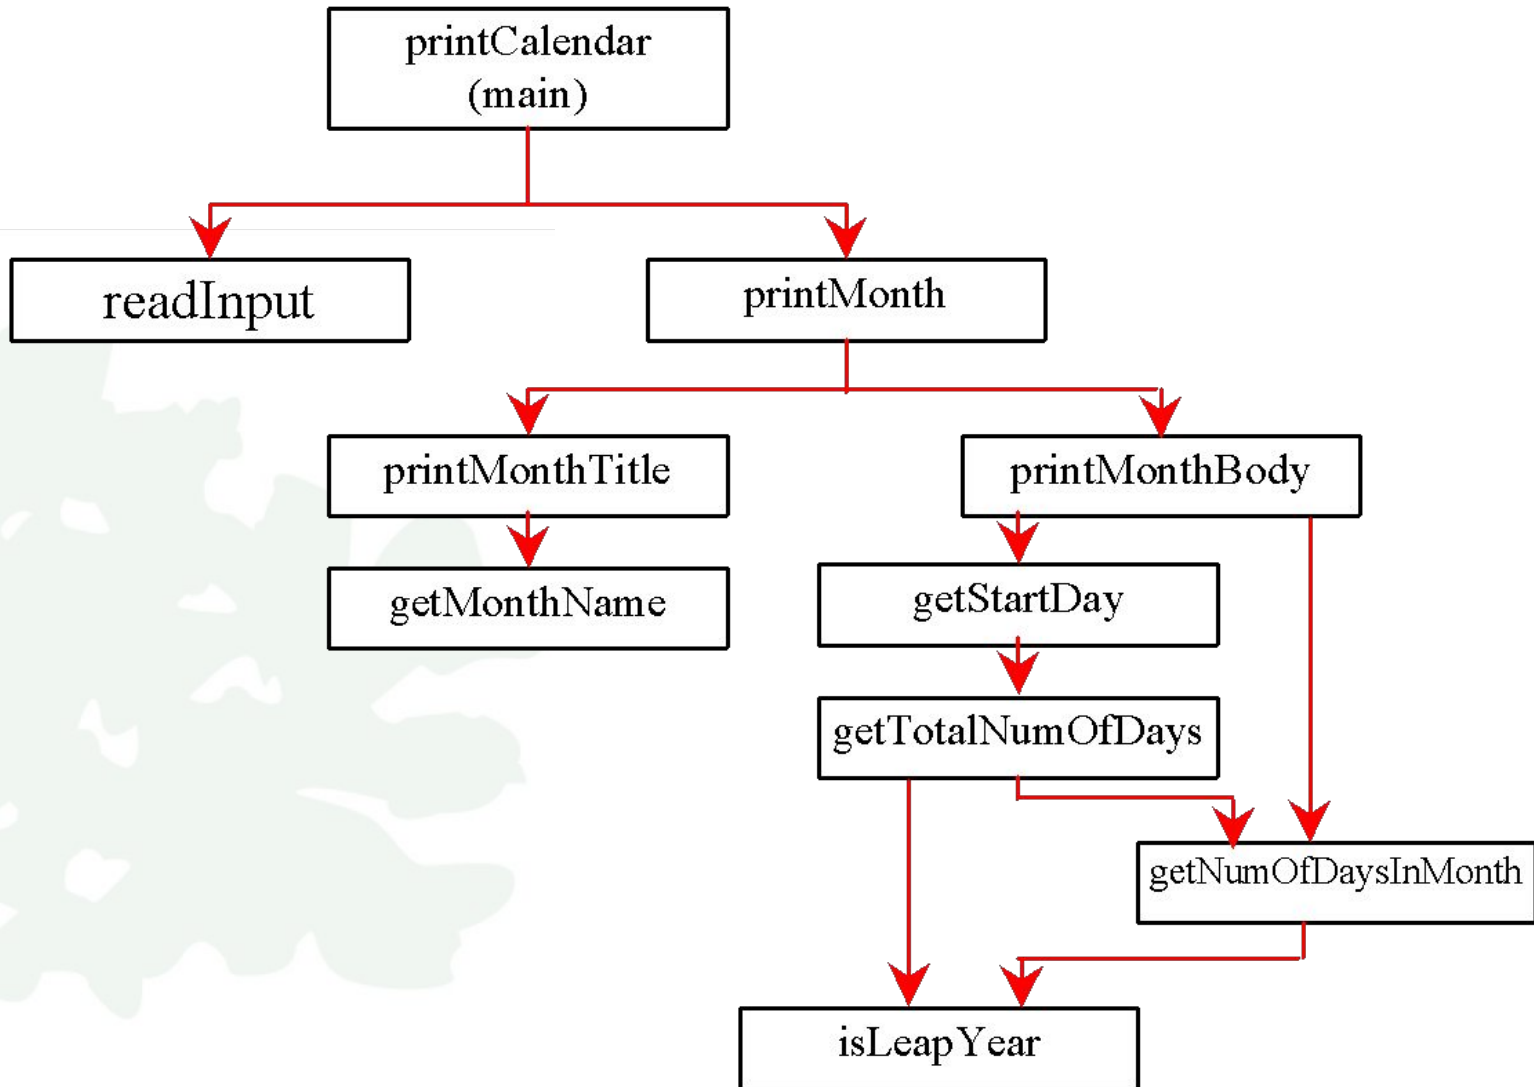 printCalendar
(main)
readInput
printMonth
printMonthTitle
printMonthBody
getMonthName
getStartDay
getTotalNumOfDays
getNumOfDaysInMonth
isLeapYear